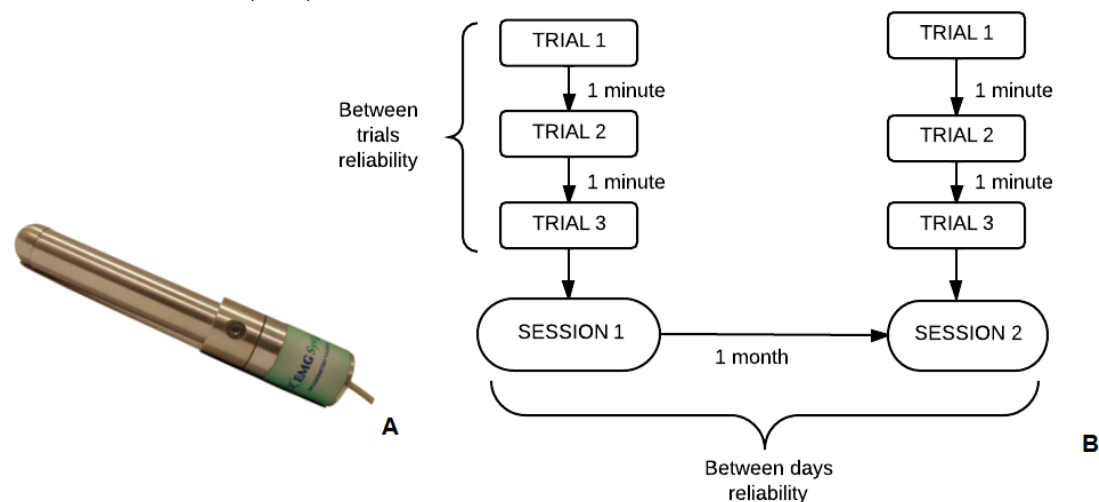 TRIAL 1
1 minute
TRIAL 2
1 minute
TRIAL 3
Between
trials
reliability
SESSION 1
1 month
TRIAL 1
1 minute
TRIAL 2
1 minute
TRIAL 3
SESSION 2
Between days
reliability
EMG
A
B